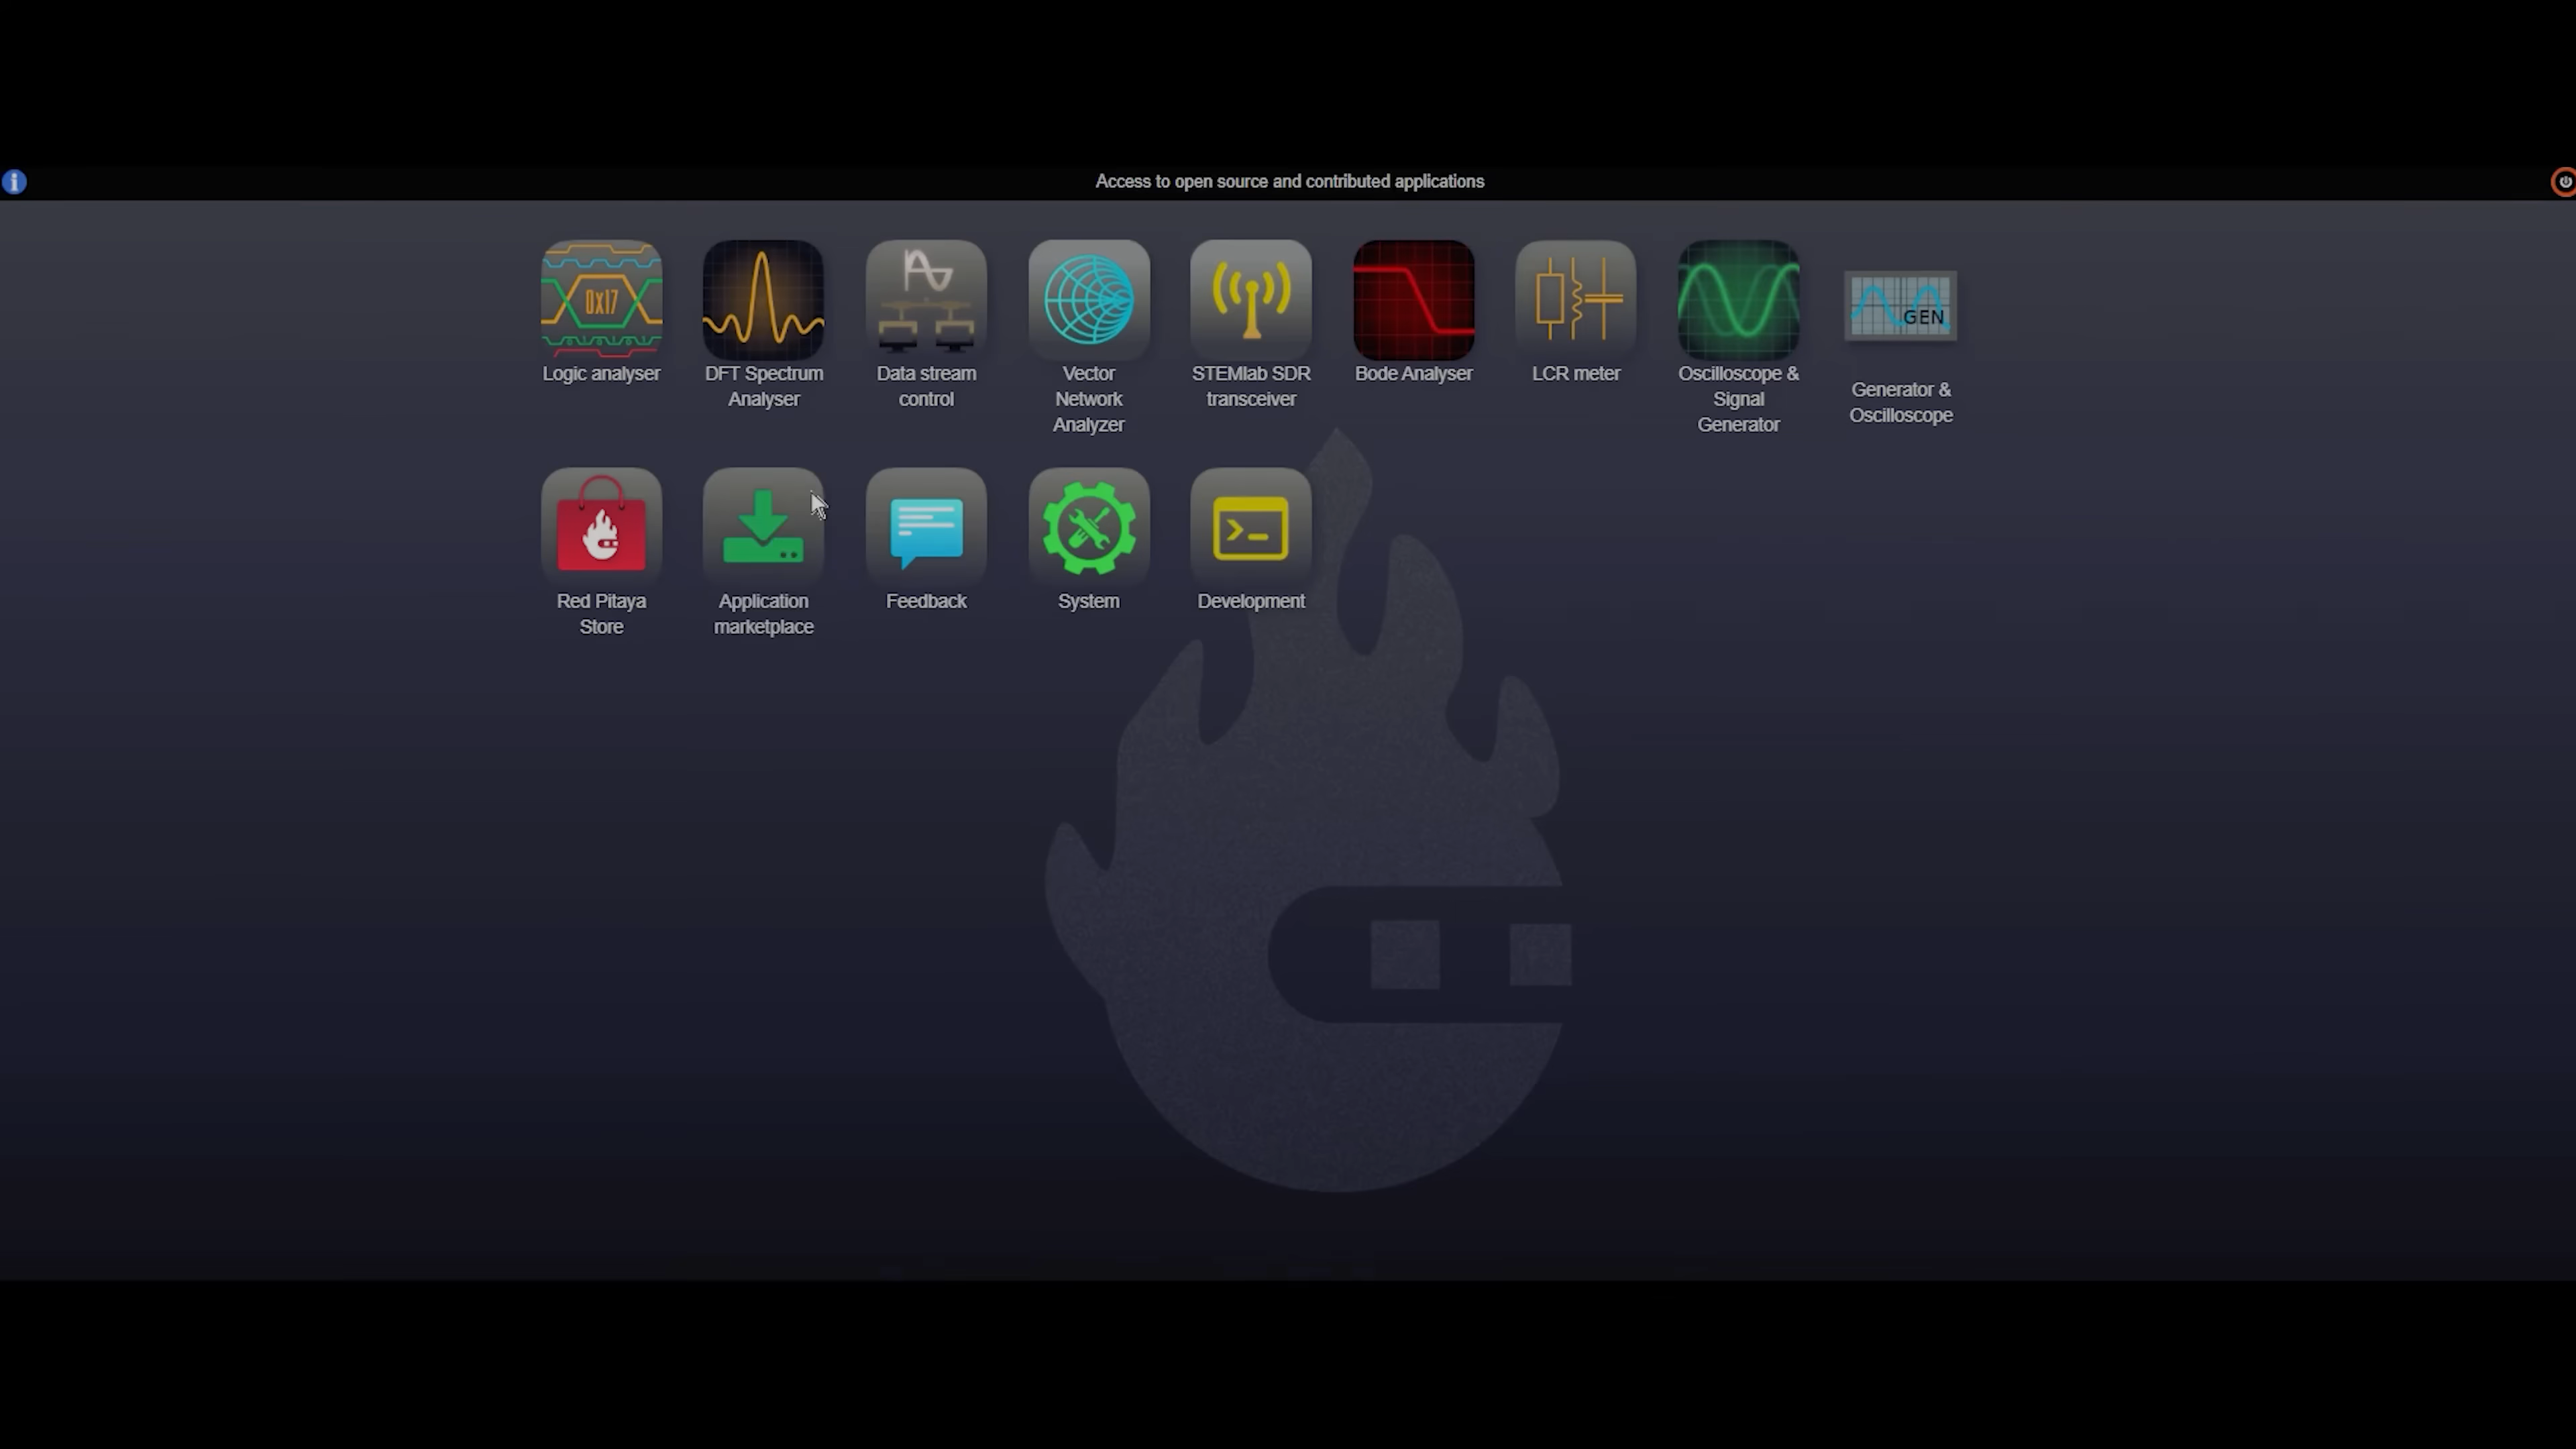 Access to open source and contributed applications
0x17
GEN
Logic analyser
DFT Spectrum
Analyser
Data stream
control
Vector
Network
Analyzer
STEMlab SDR
transceiver
Bode Analyser
LCR meter
Oscilloscope &
Signal
Generator
Generator &
Oscilloscope
Red Pitaya
Store
Application
marketplace
Feedback
System
Development